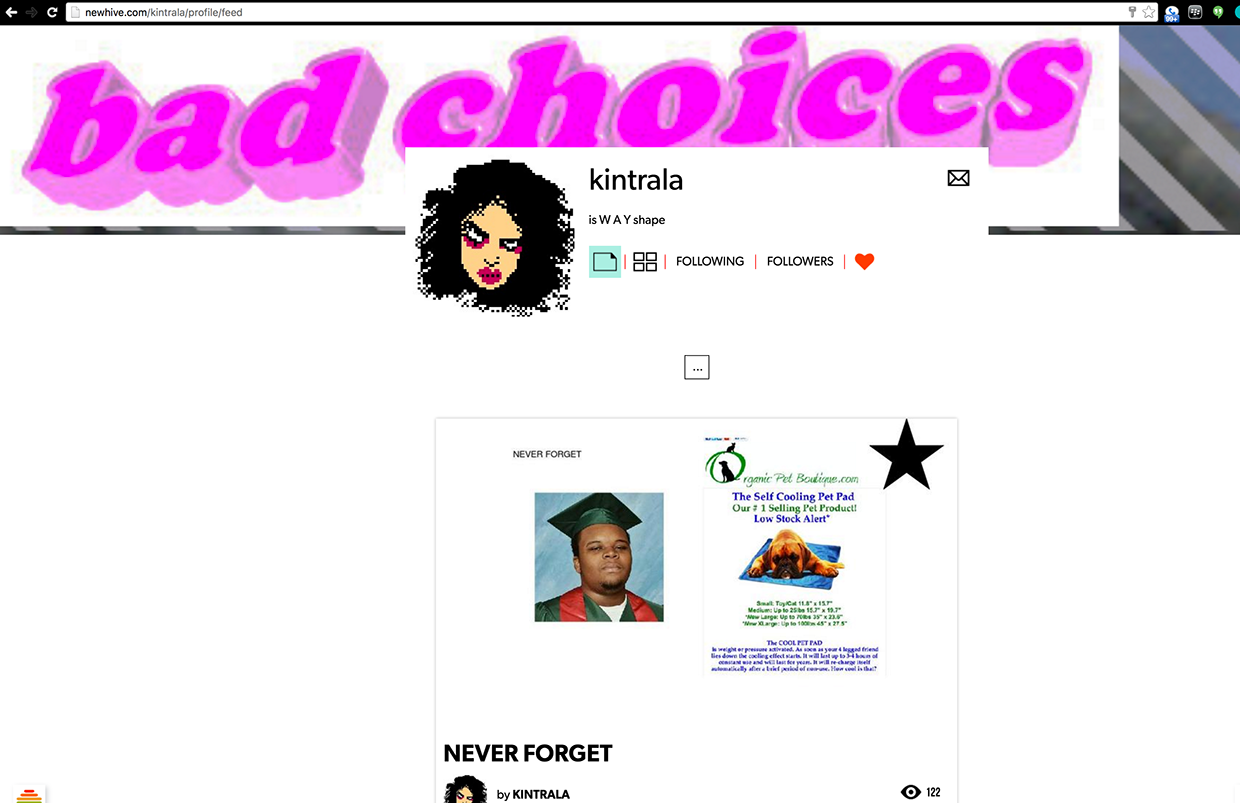 newhive.com/kintrala/profile/feed
99+
bad choices
kintrala
is W A Y shape
FOLLOWING
FOLLOWERS
...
NEVER FORGET
rganic Pet Boutique.com
The Self Cooling Pet Pad
Our # 1 Selling Pet Product!
Low Stock Alert*
Small: Toy/Cat 11.8" x 15.7"
Medium: Up to 25lbs 15.7" x 19.7"
*New Large: Up to 70lbs 35" x 23.6"
*New XLarge: Up to 100lbs 43" x 27.5"
The COOL PET PAD
is weight or pressure activated. As soon as your 4 legged friend
lies down the cooling effect starts. It will last up to 3-4 hours of
constant use and will last for years. It will re-charge itself
automatically after a brief period of non-use. How cool is that?
NEVER FORGET
by KINTRALA
122